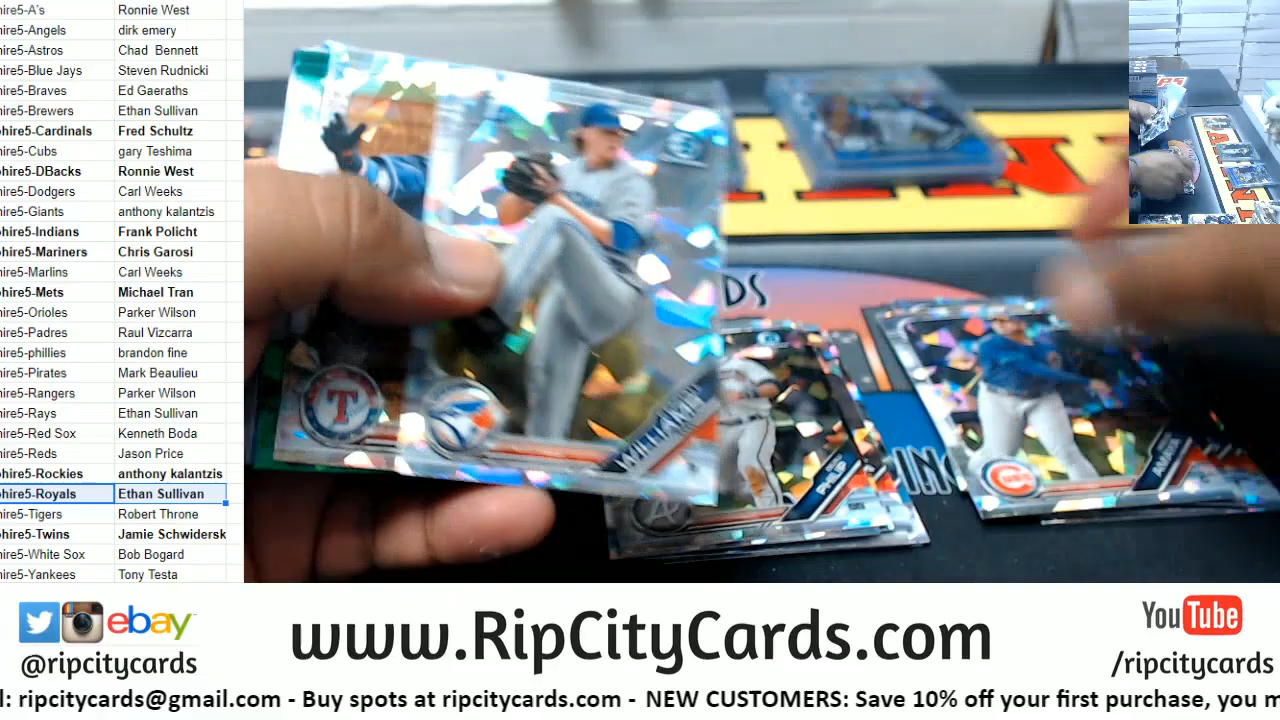 hire5-A's Ronnie West
hire5-Angels dirk emery
hire5-Astros Chad Bennett
hire5-Blue Jays Steven Rudnicki
hire5-Braves Ed Gaeraths
hire5-Brewers Ethan Sullivan
hire5-Cardinals Fred Schultz
hire5-Cubs gary Teshima
hire5-DBacks Ronnie West
hire5-Dodgers Carl Weeks
hire5-Giants anthony kalantzis
hire5-Indians Frank Policht
hire5-Mariners Chris Garosi
hire5-Marlins Carl Weeks
hire5-Mets Michael Tran
hire5-Orioles Parker Wilson
hire5-Padres Raul Vizcarra
hire5-phillies brandon fine
hire5-Pirates Mark Beaulieu
hire5-Rangers Parker Wilson
hire5-Rays Ethan Sullivan
hire5-Red Sox Kenneth Boda
hire5-Reds Jason Price
hire5-Rockies anthony kalantzis
hire5-Royals Ethan Sullivan
hire5-Tigers Robert Throne
hire5-Twins Jamie Schwidersk
hire5-White Sox Bob Bogard
hire5-Yankees Tony Testa
DS
T
A
ebay
@ripcitycards
www.RipCityCards.com
YouTube
/ripcitycards
l: ripcitycards@gmail.com - Buy spots at ripcitycards.com - NEW CUSTOMERS: Save 10% off your first purchase, you m